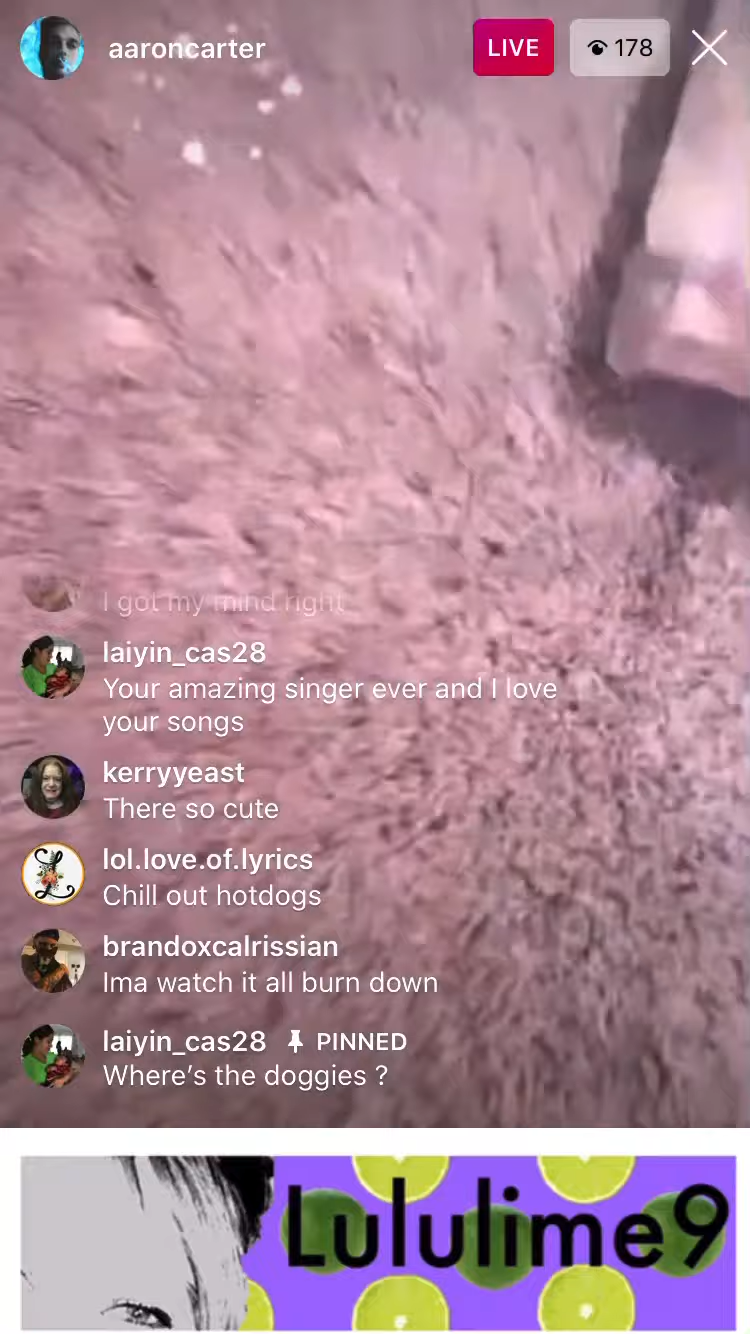 aaroncarter
LIVE
178
I got my mind right
laiyin_cas28
Your amazing singer ever and I love
your songs
kerryyeast
There so cute
lol.love.of.lyrics
Chill out hotdogs
brandoxcalrissian
Ima watch it all burn down
laiyin_cas28 PINNED
Where’s the doggies ?
Lululime9